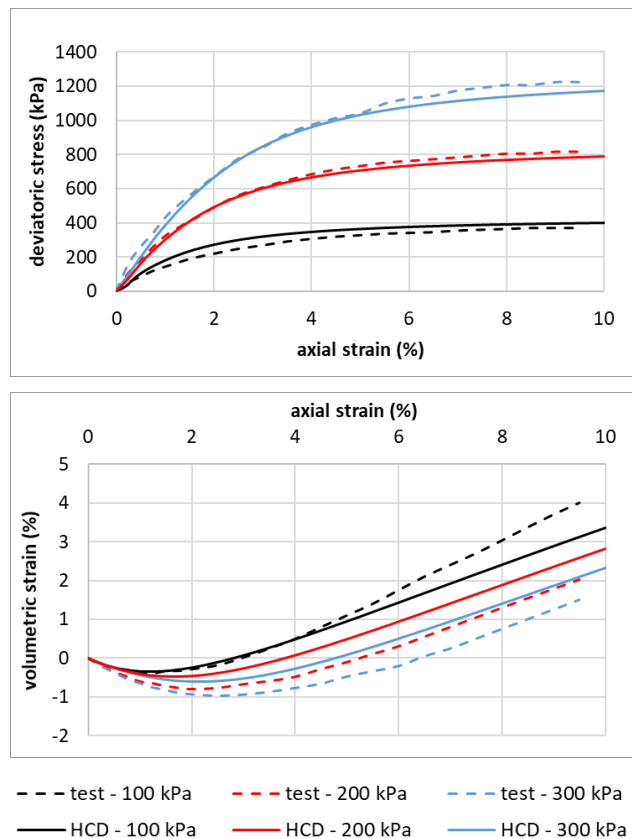 1400
1200
1000
800
600
400
200
0
deviatoric stress (kPa)
0 2 4 6 8 10
axial strain (%)
axial strain (%)
0 2 4 6 8 10
5
4
3
2
1
0
-1
-2
volumetric strain (%)
test - 100 kPa test - 200 kPa test - 300 kPa
HCD - 100 kPa HCD - 200 kPa HCD - 300 kPa